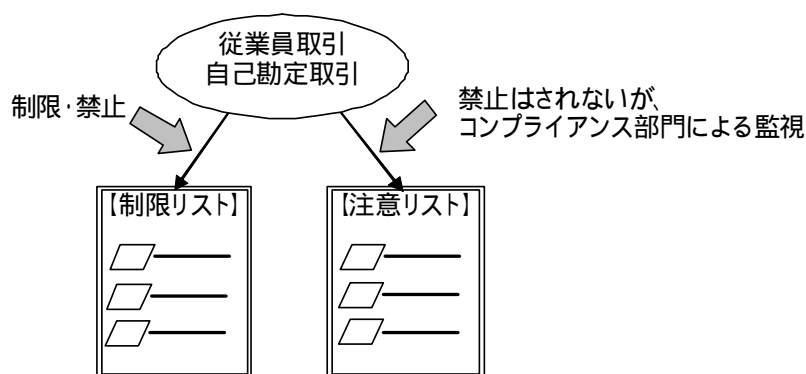 従業員取引
自己勘定取引
制限・禁止
禁止はされないが、
コンプライアンス部門による監視
【制限リスト】
【注意リスト】